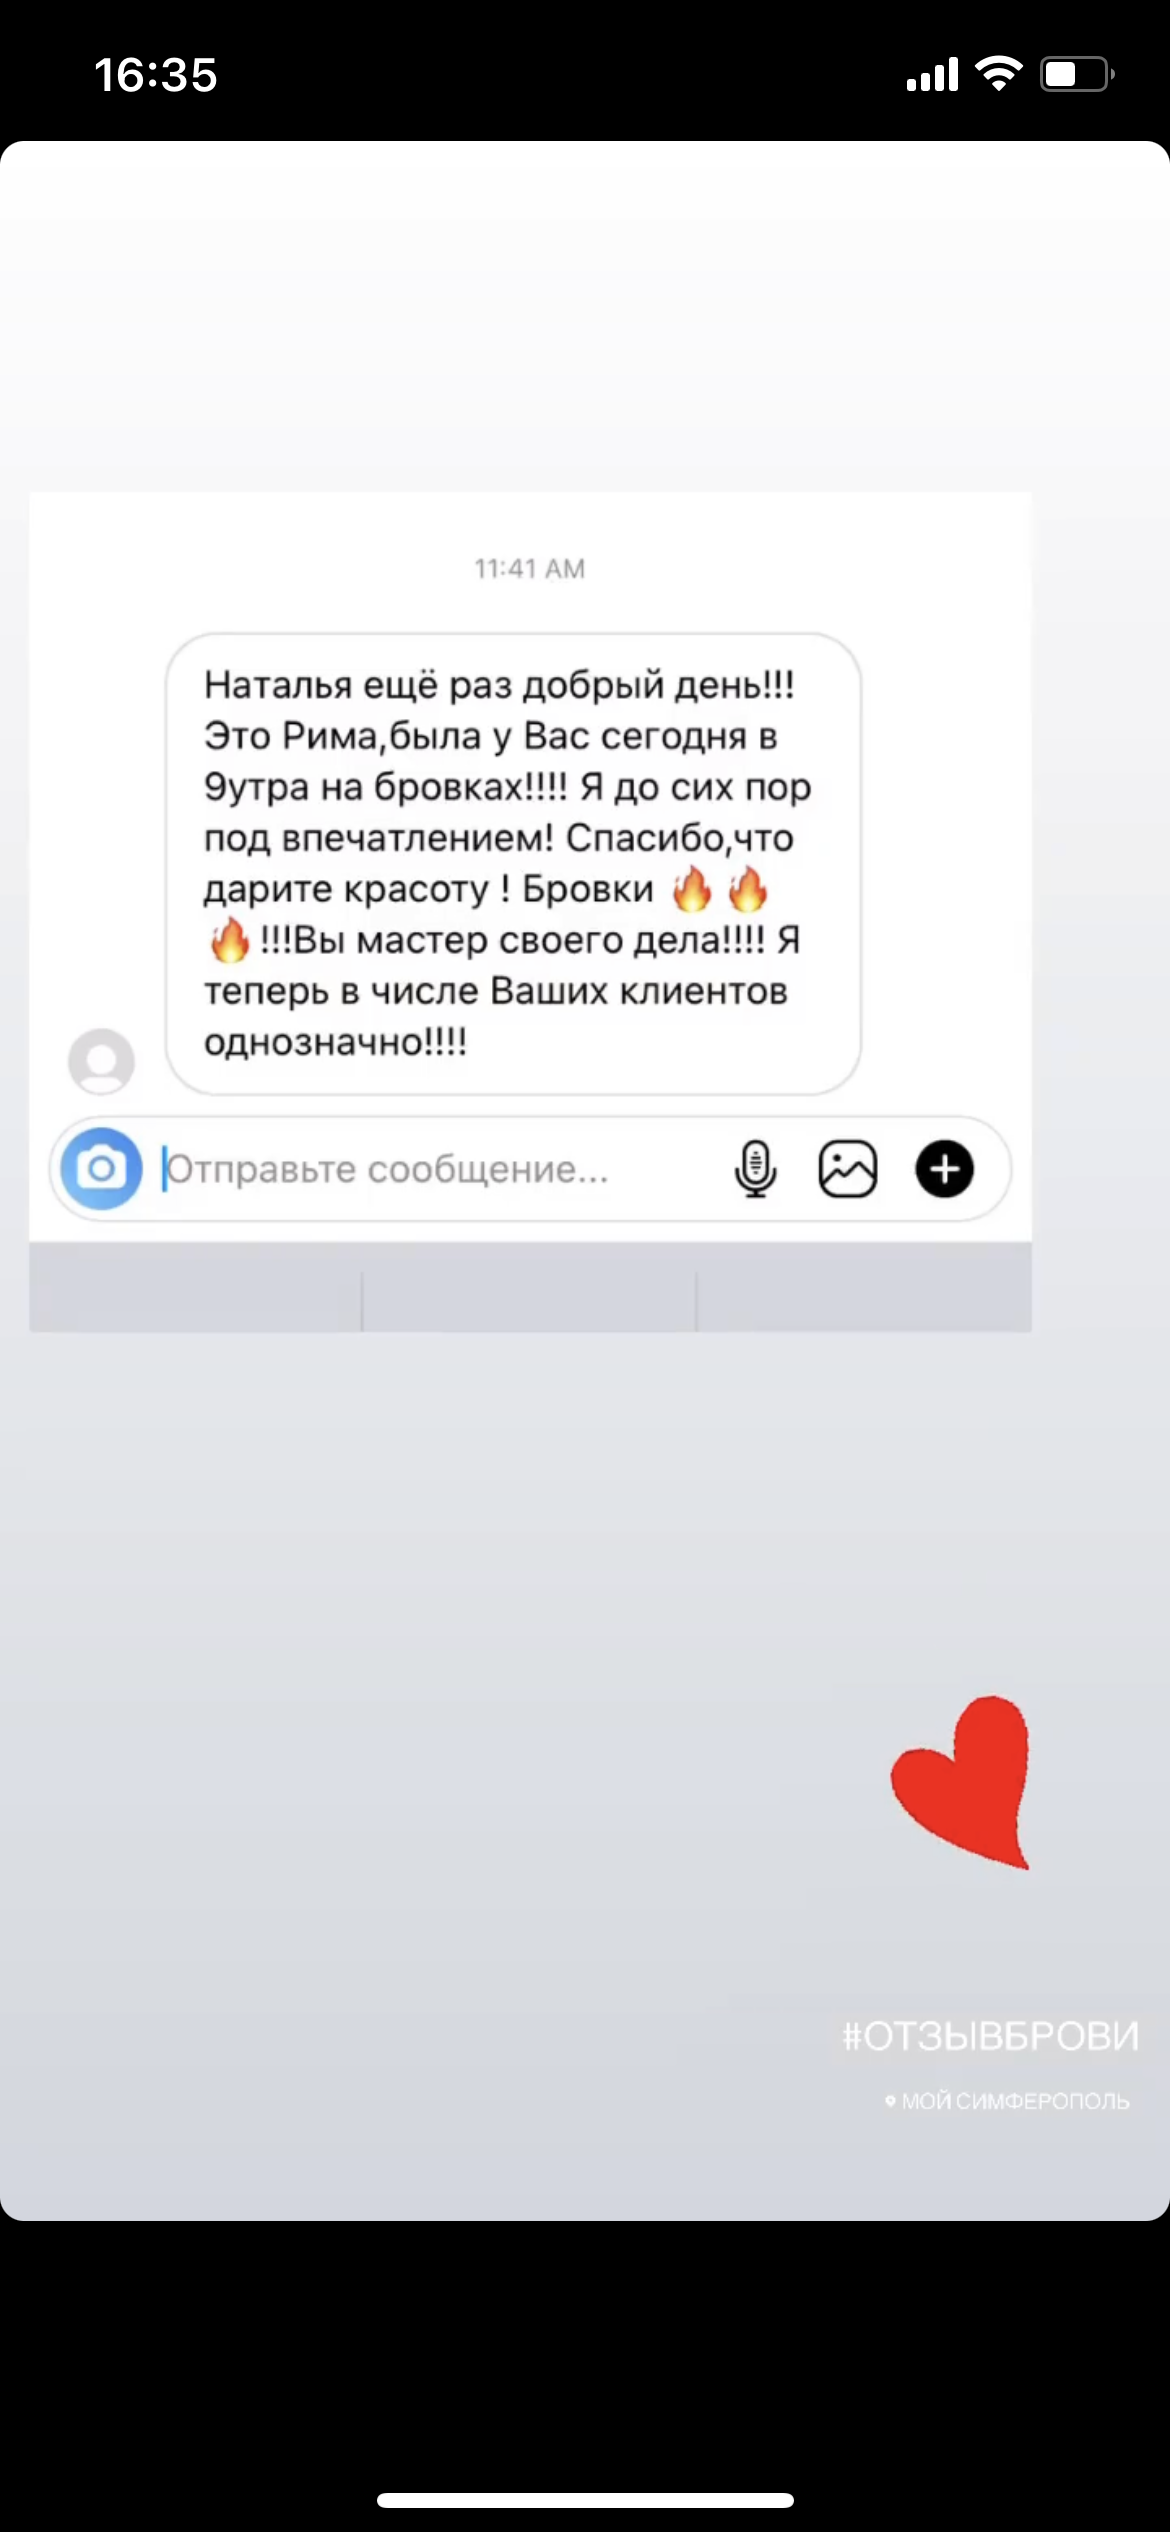 16:35
11:41 AM
Наталья ещё раз добрый день!!!
Это Рима,была у Вас сегодня в
9утра на бровках!!!! Я до сих пор
под впечатлением! Спасибо,что
дарите красоту ! Бровки 🔥 🔥
🔥 !!!Вы мастер своего дела!!!! Я
теперь в числе Ваших клиентов
однозначно!!!!
Отправьте сообщение...
#ОТЗЫВБРОВИ
МОЙ СИМФЕРОПОЛЬ